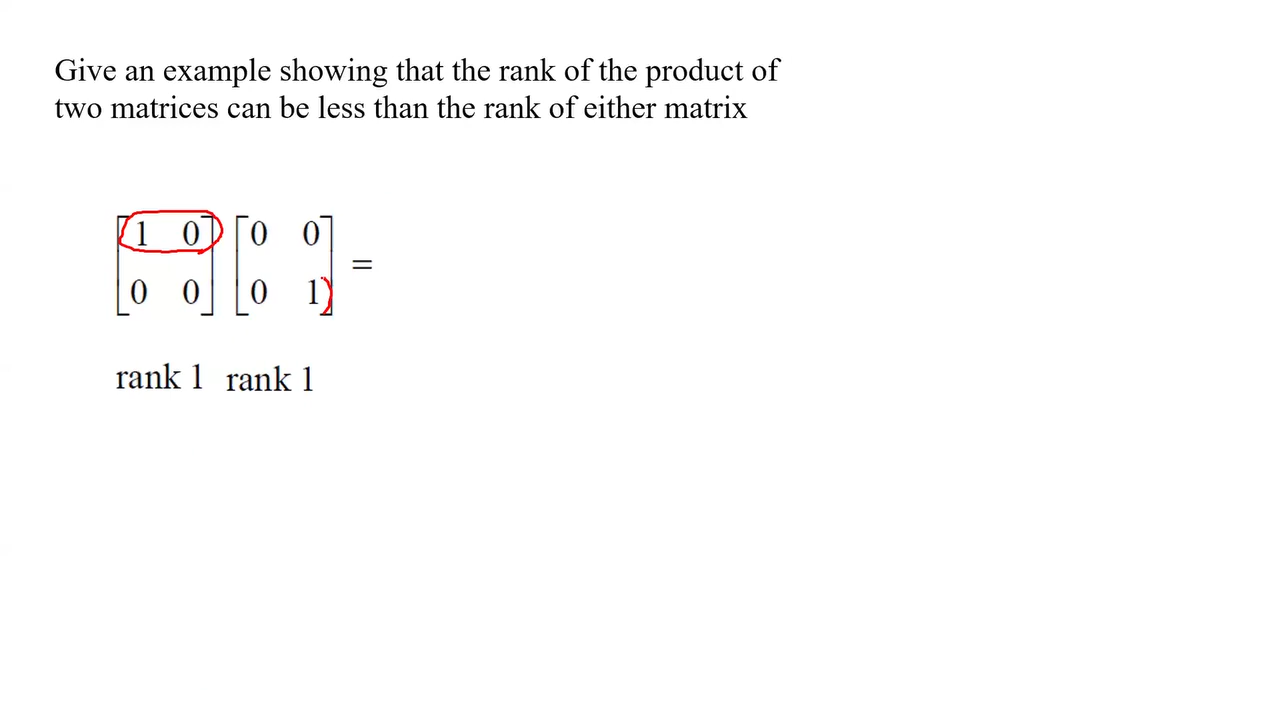 Give an example showing that the rank of the product of
two matrices can be less than the rank of either matrix
1 0 0 0
=
0 0 0 1
rank 1 rank 1